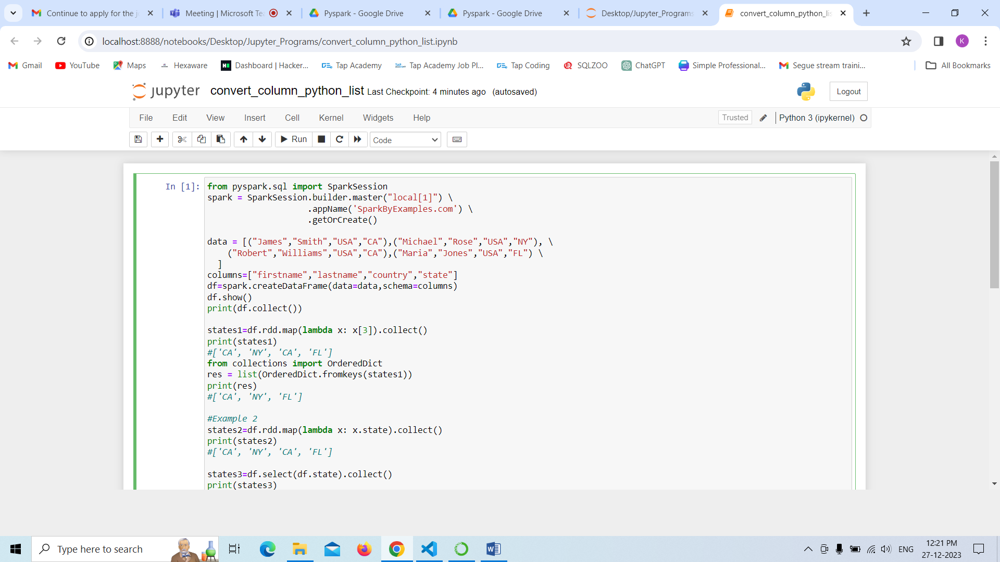 Continue to apply for the j
Meeting | Microsoft Te
Pyspark - Google Drive
Pyspark - Google Drive
Desktop/Jupyter_Programs
convert_column_python_lis
localhost:8888/notebooks/Desktop/Jupyter_Programs/convert_column_python_list.ipynb
K
Gmail
YouTube
Maps
Hexaware
Dashboard | Hacker...
Tap Academy
Tap Academy Job Pl...
Tap Coding
SQLZOO
ChatGPT
Simple Professional...
Segue stream traini...
All Bookmarks
jupyter
convert_column_python_list Last Checkpoint: 4 minutes ago (autosaved)
Logout
File Edit View Insert Cell Kernel Widgets Help
Trusted
Python 3 (ipykernel)
Run
Code
In [1]:
from pyspark.sql import SparkSession
spark = SparkSession.builder.master("local[1]") \
.appName('SparkByExamples.com') \
.getOrCreate()
data = [("James","Smith","USA","CA"),("Michael","Rose","USA","NY"), \
("Robert","Williams","USA","CA"),("Maria","Jones","USA","FL") \
]
columns=["firstname","lastname","country","state"]
df=spark.createDataFrame(data=data,schema=columns)
df.show()
print(df.collect())
states1=df.rdd.map(lambda x: x[3]).collect()
print(states1)
#['CA', 'NY', 'CA', 'FL']
from collections import OrderedDict
res = list(OrderedDict.fromkeys(states1))
print(res)
#['CA', 'NY', 'FL']
#Example 2
states2=df.rdd.map(lambda x: x.state).collect()
print(states2)
#['CA', 'NY', 'CA', 'FL']
states3=df.select(df.state).collect()
print(states3)
Type here to search
ENG
12:21 PM
27-12-2023